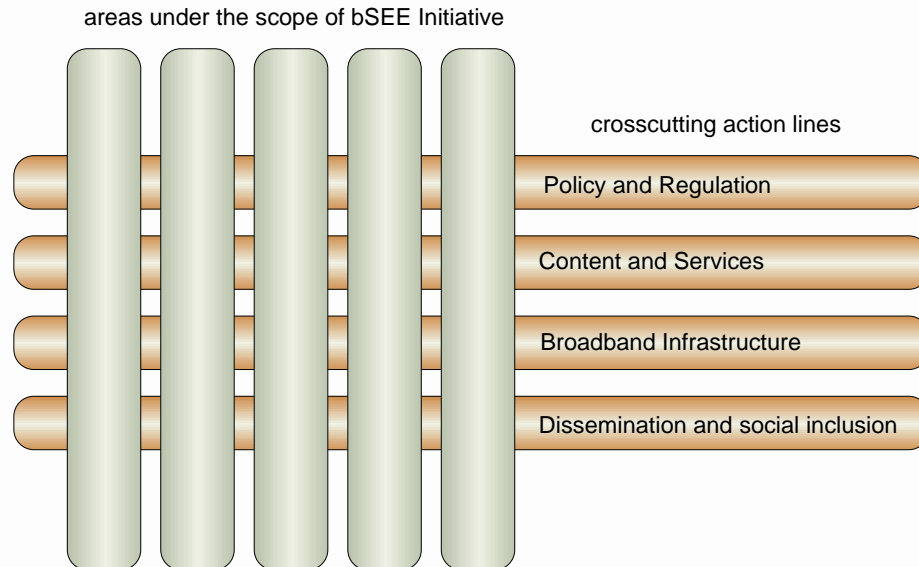 areas under the scope of bSEE Initiative
crosscutting action lines
Policy and Regulation
Content and Services
Broadband Infrastructure
Dissemination and social inclusion